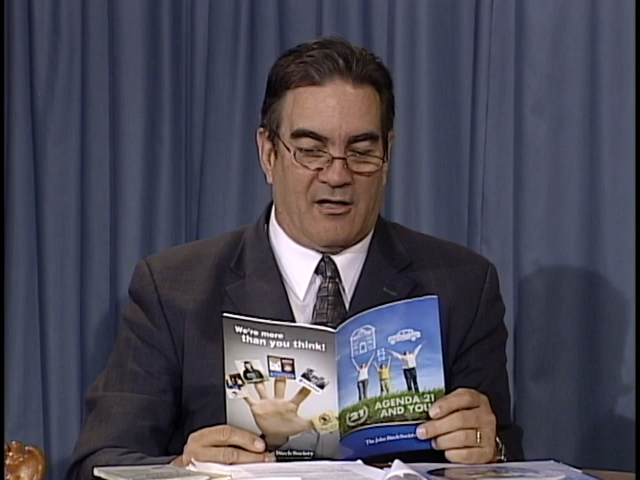 We're more
than you think!
Birch Society
21
AGENDA 21
AND YOU
The John Birch Society